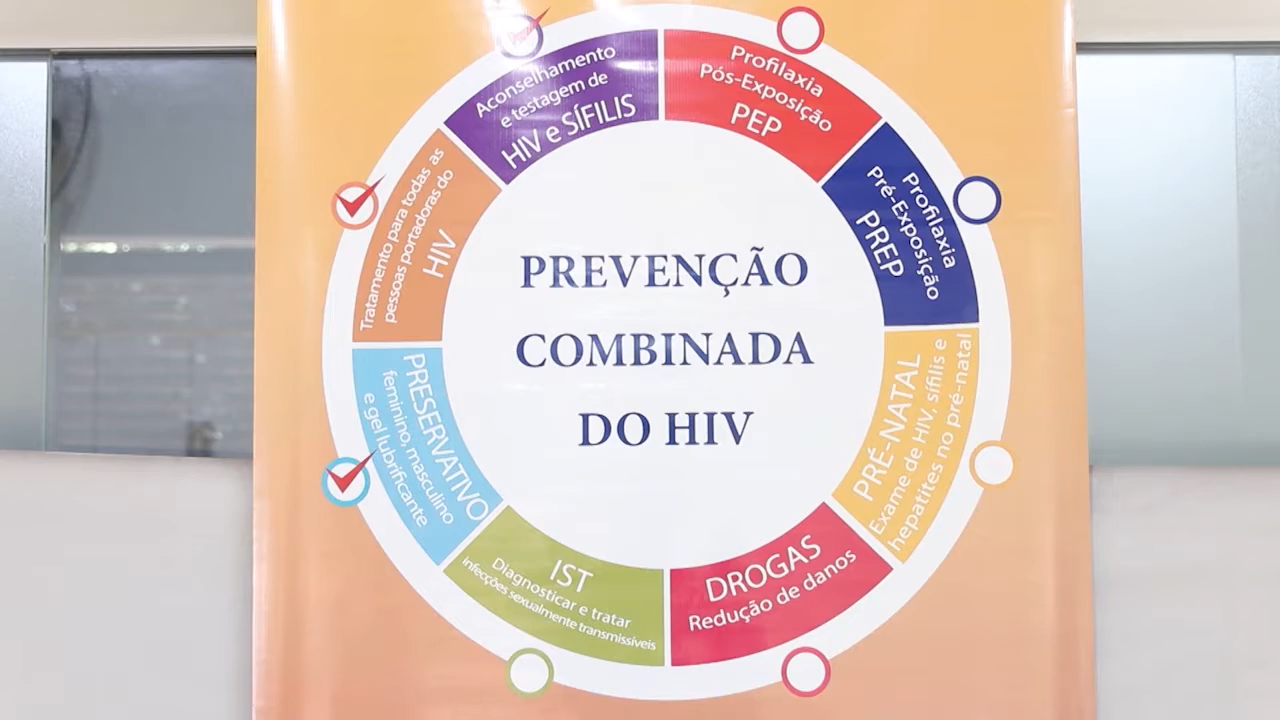 PREVENÇÃO
COMBINADA
DO HIV
Profilaxia
Pós-Exposição
PEP
Profilaxia
Pré-Exposição
PREP
PRÉ-NATAL
Exame de HIV, sífilis e
hepatites no pré-natal
DROGAS
Redução de danos
IST
Diagnosticar e tratar
infecções sexualmente transmissíveis
PRESERVATIVO
feminino, masculino
e gel lubrificante
Tratamento para todas as
pessoas portadoras do
HIV
Aconselhamento
e testagem de
HIV e SÍFILIS